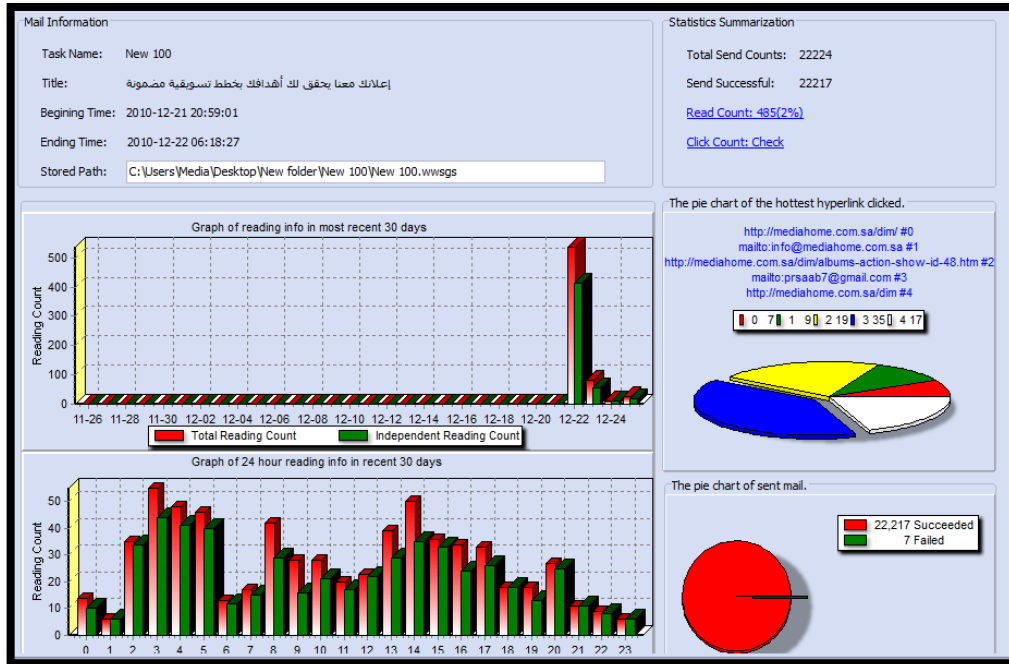 Mail Information
Task Name: New 100
Title: إعلانك معنا يحقق لك أهدافك بخطط تسويقية مضمونة
Begining Time: 2010-12-21 20:59:01
Ending Time: 2010-12-22 06:18:27
Stored Path: C:\Users\Media\Desktop\New folder\New 100\New 100.wwsgs
Statistics Summarization
Total Send Counts: 22224
Send Successful: 22217
Read Count: 485(2%)
Click Count: Check
Graph of reading info in most recent 30 days
Reading Count
500
400
300
200
100
0
11-26 11-28 11-30 12-02 12-04 12-06 12-08 12-10 12-12 12-14 12-16 12-18 12-20 12-22 12-24
Total Reading Count Independent Reading Count
Graph of 24 hour reading info in recent 30 days
Reading Count
50
40
30
20
10
0
0 1 2 3 4 5 6 7 8 9 10 11 12 13 14 15 16 17 18 19 20 21 22 23
The pie chart of the hottest hyperlink clicked.
http://mediahome.com.sa/dim/ #0
mailto:info@mediahome.com.sa #1
http://mediahome.com.sa/dim/albums-action-show-id-48.htm #2
mailto:prsaab7@gmail.com #3
http://mediahome.com.sa/dim #4
0 7 1 9 2 19 3 35 4 17
The pie chart of sent mail.
22,217 Succeeded
7 Failed